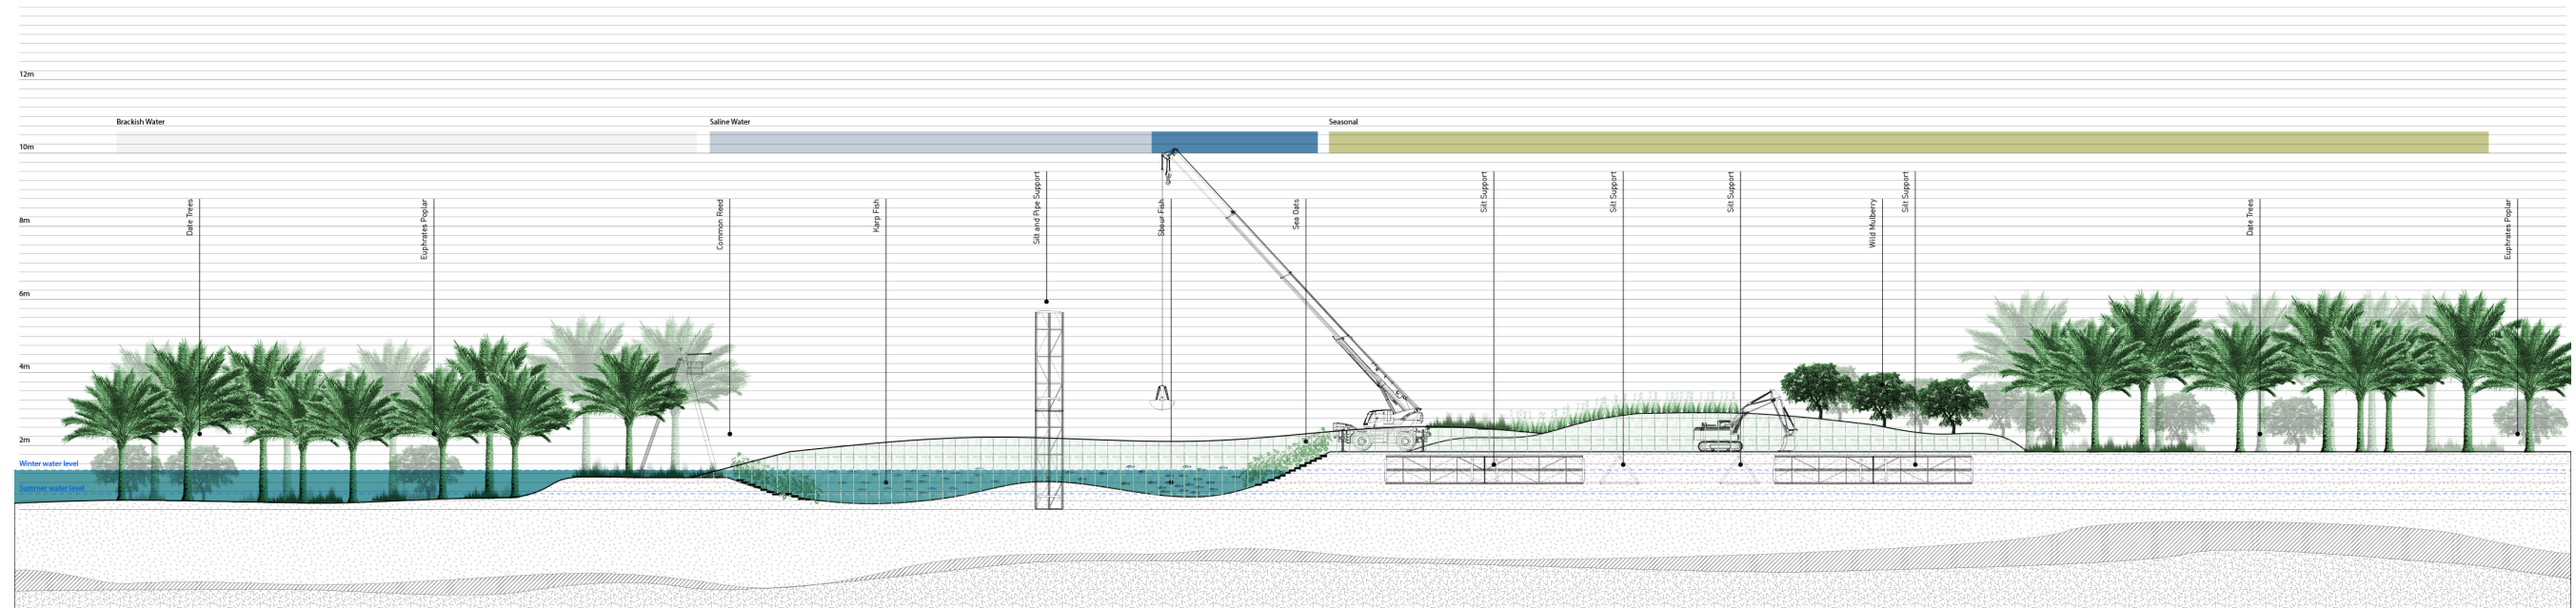 12m
Brackish Water
Saline Water
Seasonal
10m
Date Trees
Euphrates Poplar
Common Reed
Karp Fish
Silt and Pipe Support
Sbour Fish
Sea Oats
Silt Support
Silt Support
Silt Support
Wild Mulberry
Silt Support
Date Trees
Euphrates Poplar
8m
6m
4m
2m
Winter water level
Summer water level